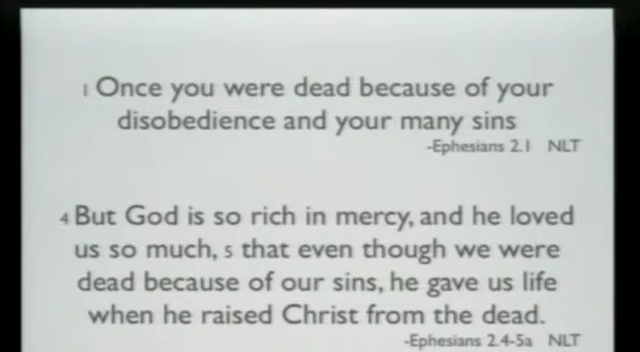 1 Once you were dead because of your
disobedience and your many sins
-Ephesians 2.1 NLT
4 But God is so rich in mercy, and he loved
us so much, 5 that even though we were
dead because of our sins, he gave us life
when he raised Christ from the dead.
-Ephesians 2.4-5a NLT